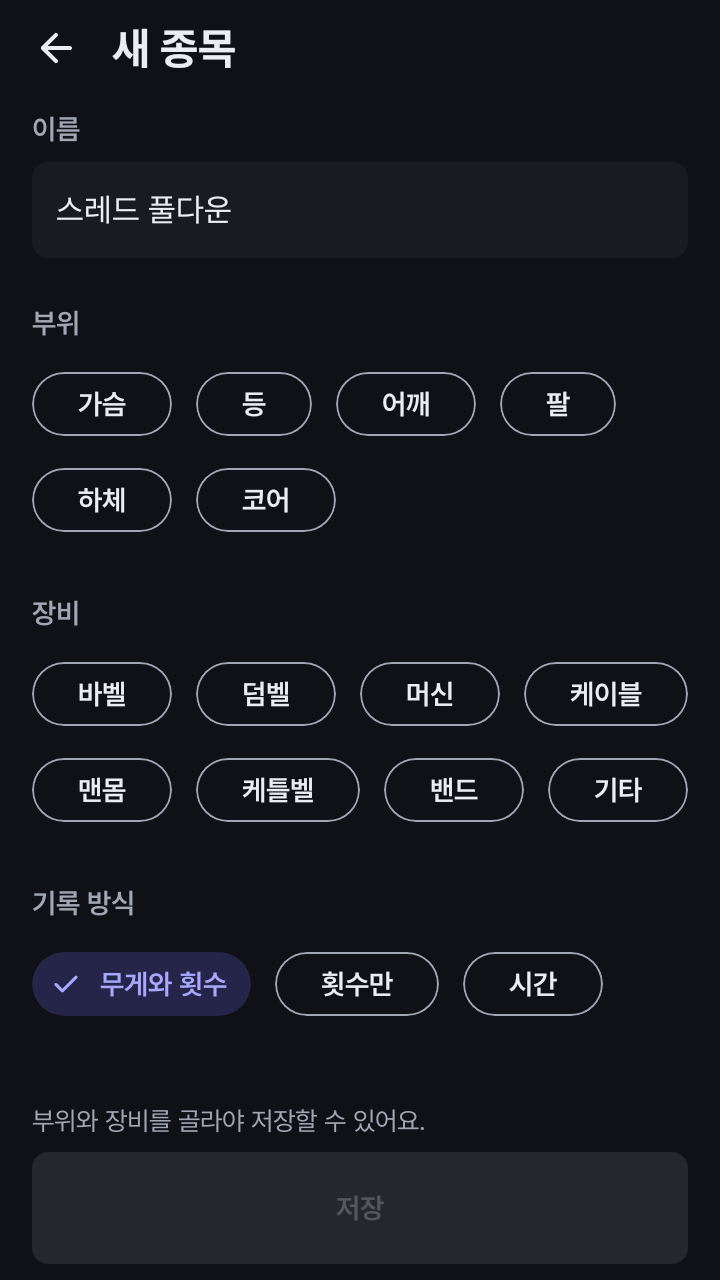 새 종목
이름
스레드 풀다운
부위
가슴 등 어깨 팔
하체 코어
장비
바벨 덤벨 머신 케이블
맨몸 케틀벨 밴드 기타
기록 방식
무게와 횟수 횟수만 시간
부위와 장비를 골라야 저장할 수 있어요.
저장